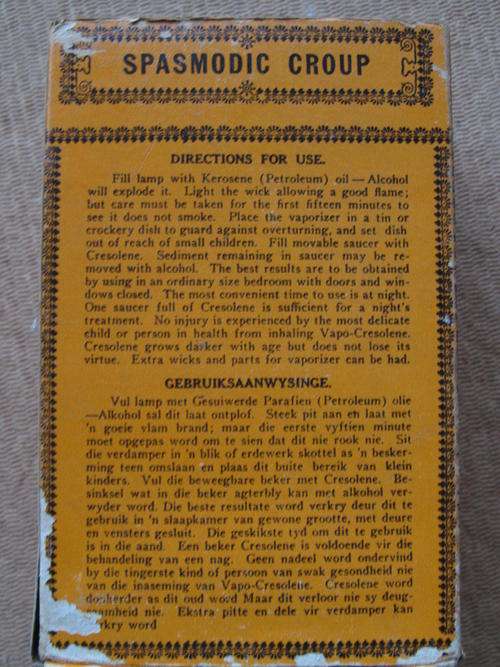 SPASMODIC CROUP
DIRECTIONS FOR USE.
Fill lamp with Kerosene (Petroleum) oil — Alcohol
will explode it. Light the wick allowing a good flame;
but care must be taken for the first fifteen minutes to
see it does not smoke. Place the vaporizer in a tin or
crockery dish to guard against overturning, and set dish
out of reach of small children. Fill movable saucer with
Cresolene. Sediment remaining in saucer may be re-
moved with alcohol. The best results are to be obtained
by using in an ordinary size bedroom with doors and win-
dows closed. The most convenient time to use is at night.
One saucer full of Cresolene is sufficient for a night's
treatment. No injury is experienced by the most delicate
child or person in health from inhaling Vapo-Cresolene.
Cresolene grows darker with age but does not lose its
virtue. Extra wicks and parts for vaporizer can be had.
GEBRUIKSAANWYSINGE.
Vul lamp met Gesuiwerde Parafien (Petroleum) olie
—Alkohol sal dit laat ontplof. Steek pit aan en laat met
'n goeie vlam brand; maar die eerste vyftien minute
moet opgepas word om te sien dat dit nie rook nie. Sit
die verdamper in 'n blik of erdewerk skottel as 'n besker-
ming teen omslaan en plaas dit buite bereik van klein
kinders. Vul die beweegbare beker met Cresolene. Be-
sinksel wat in die beker agterbly kan met alkohol ver-
wyder word. Die beste resultate word verkry deur dit te
gebruik in 'n slaapkamer van gewone grootte, met deure
en vensters gesluit. Die geskikste tyd om dit te gebruik
is in die aand. Een beker Cresolene is voldoende vir die
behandeling van een nag. Geen nadeel word ondervind
by die tingerste kind of persoon van swak gesondheid nie
van die inaseming van Vapo-Cresolene. Cresolene word
donkerder as dit oud word Maar dit verloor nie sy deug-
saamheid nie. Ekstra pitte en dele vir verdamper kan
verkry word